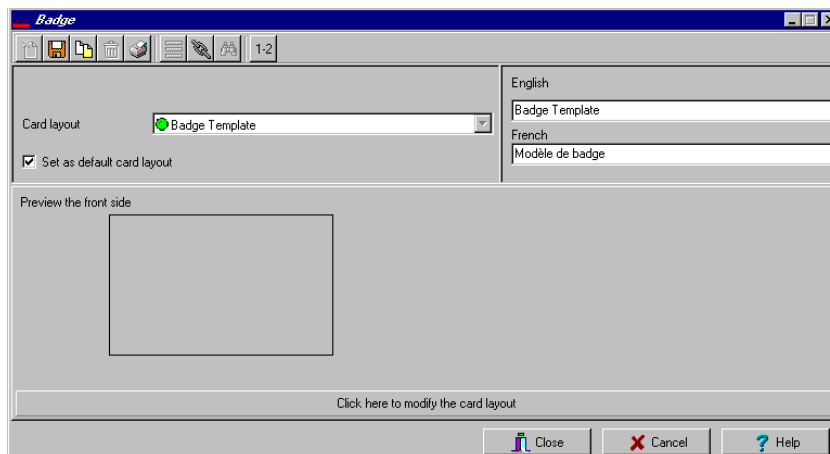 Badge
1-2
English
Badge Template
Card layout
Badge Template
French
Modèle de badge
Set as default card layout
Preview the front side
Click here to modify the card layout
Close
Cancel
? Help